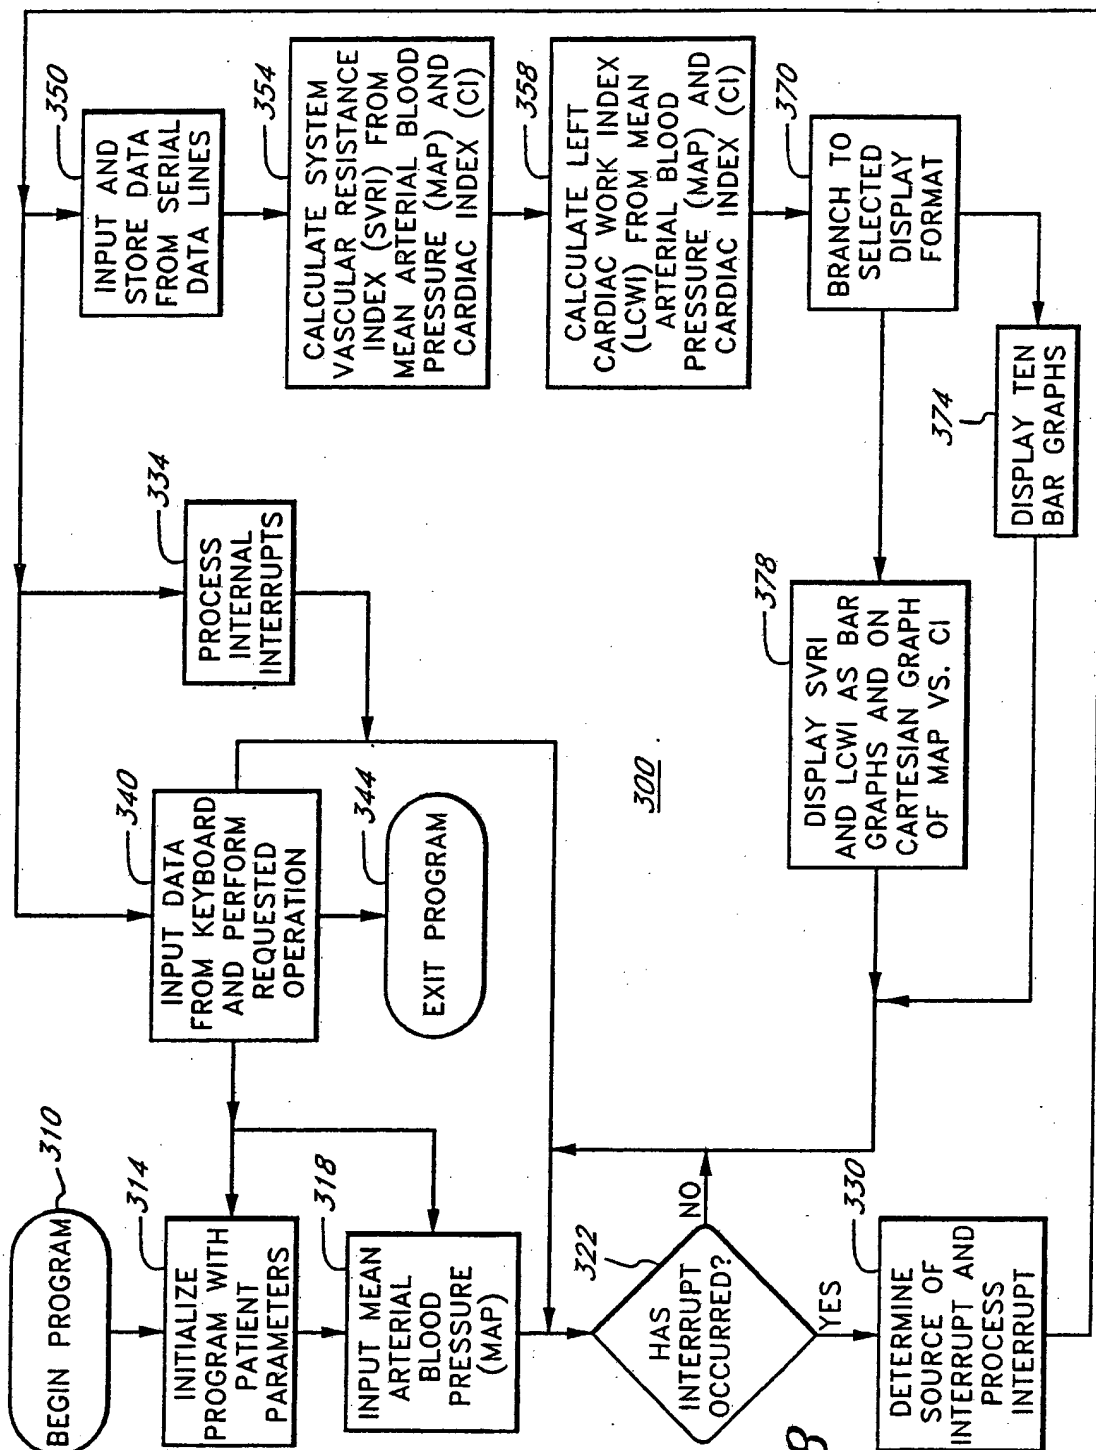 BEGIN PROGRAM
310
INITIALIZE
PROGRAM WITH
PATIENT
PARAMETERS
314
INPUT MEAN
ARTERIAL
BLOOD
PRESSURE
(MAP)
318
HAS
INTERRUPT
OCCURRED?
322
NO
YES
DETERMINE
SOURCE OF
INTERRUPT AND
PROCESS
INTERRUPT
330
INPUT DATA
FROM KEYBOARD
AND PERFORM
REQUESTED
OPERATION
340
EXIT PROGRAM
344
PROCESS
INTERNAL
INTERRUPTS
334
300
INPUT AND
STORE DATA
FROM SERIAL
DATA LINES
350
CALCULATE SYSTEM
VASCULAR RESISTANCE
INDEX (SVRI) FROM
MEAN ARTERIAL BLOOD
PRESSURE (MAP) AND
CARDIAC INDEX (CI)
354
CALCULATE LEFT
CARDIAC WORK INDEX
(LCWI) FROM MEAN
ARTERIAL BLOOD
PRESSURE (MAP) AND
CARDIAC INDEX (CI)
358
BRANCH TO
SELECTED
DISPLAY
FORMAT
370
DISPLAY TEN
BAR GRAPHS
374
DISPLAY SVRI
AND LCWI AS BAR
GRAPHS AND ON
CARTESIAN GRAPH
OF MAP VS. CI
378
8